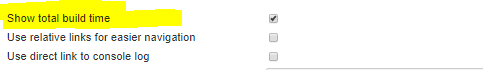 Show total build time
Use relative links for easier navigation
Use direct link to console log